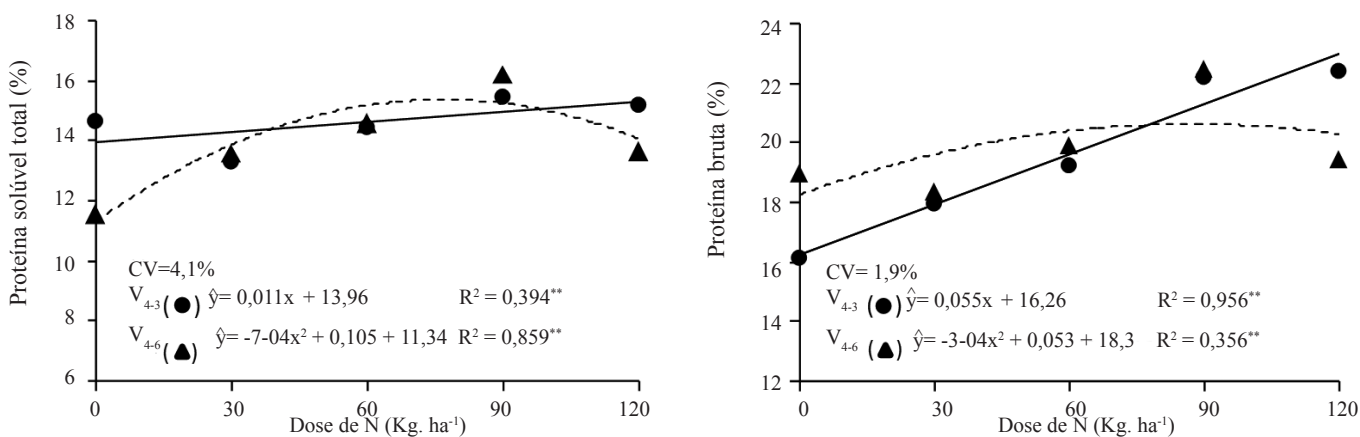 Proteína solúvel total (%)
18
16
14
12
10
8
6
CV=4,1%
V4-3 (●) ŷ= 0,011x + 13,96 R² = 0,394**
V4-6 (▲) ŷ= -7-04x² + 0,105 + 11,34 R² = 0,859**
0 30 60 90 120
Dose de N (Kg. ha⁻¹)
Proteína bruta (%)
24
22
20
18
16
14
12
CV= 1,9%
V4-3 (●) ŷ= 0,055x + 16,26 R² = 0,956**
V4-6 (▲) ŷ= -3-04x² + 0,053 + 18,3 R² = 0,356**
0 30 60 90 120
Dose de N (Kg. ha⁻¹)